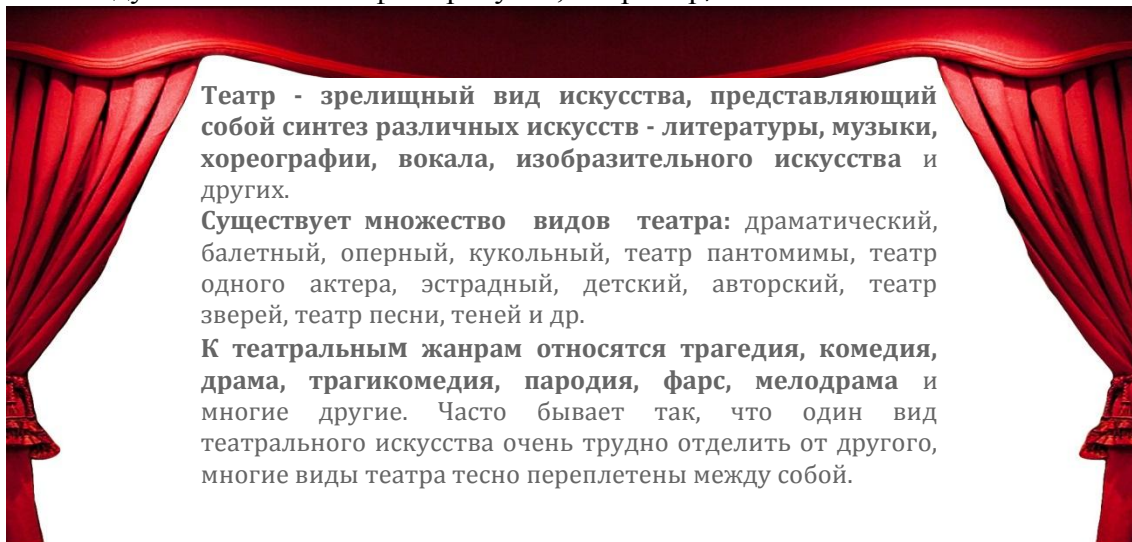 Театр - зрелищный вид искусства, представляющий
собой синтез различных искусств - литературы, музыки,
хореографии, вокала, изобразительного искусства и
других.
Существует множество видов театра: драматический,
балетный, оперный, кукольный, театр пантомимы, театр
одного актера, эстрадный, детский, авторский, театр
зверей, театр песни, теней и др.
К театральным жанрам относятся трагедия, комедия,
драма, трагикомедия, пародия, фарс, мелодрама и
многие другие. Часто бывает так, что один вид
театрального искусства очень трудно отделить от другого,
многие виды театра тесно переплетены между собой.